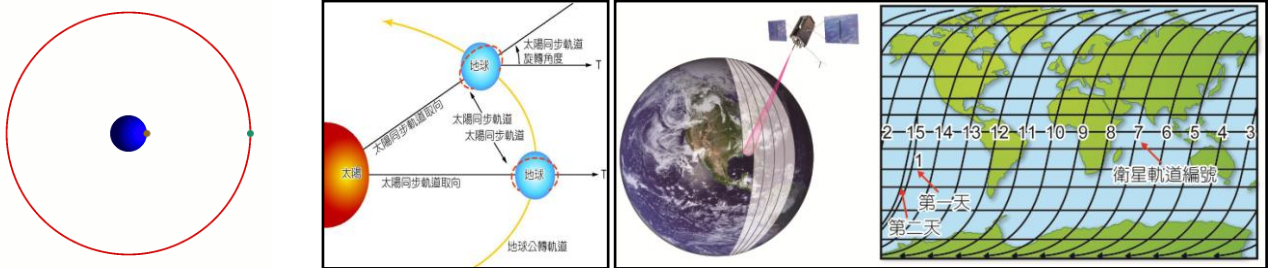 太陽同步軌道
旋轉角度
地球
T
太陽同步軌道取向
太陽同步軌道
太陽同步軌道
太陽
太陽同步軌道取向
地球
T
地球公轉軌道
2 15 14 13 12 11 10 9 8 7 6 5 4 3
1
衛星軌道編號
第一天
第二天